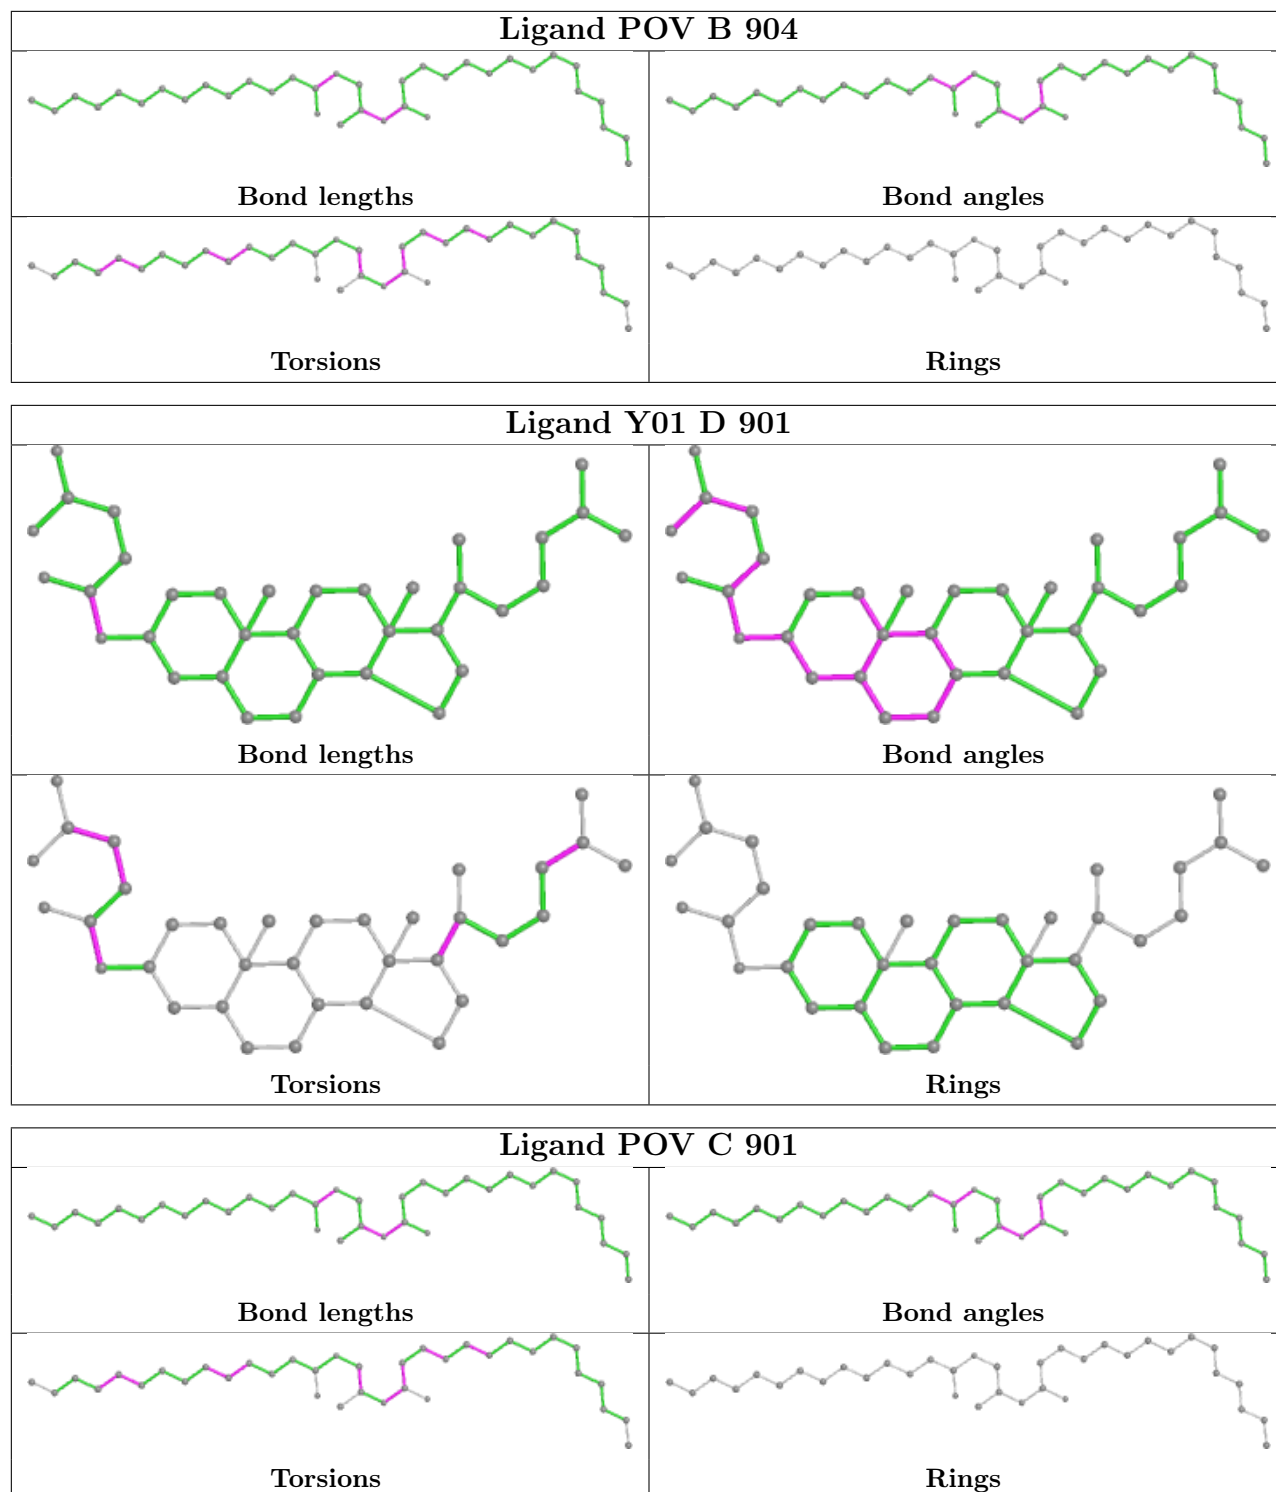 Ligand POV B 904
Bond lengths
Bond angles
Torsions
Rings
Ligand Y01 D 901
Bond lengths
Bond angles
Torsions
Rings
Ligand POV C 901
Bond lengths
Bond angles
Torsions
Rings